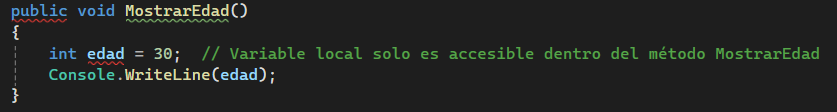 public void MostrarEdad()
{
    int edad = 30;  // Variable local solo es accesible dentro del método MostrarEdad
    Console.WriteLine(edad);
}